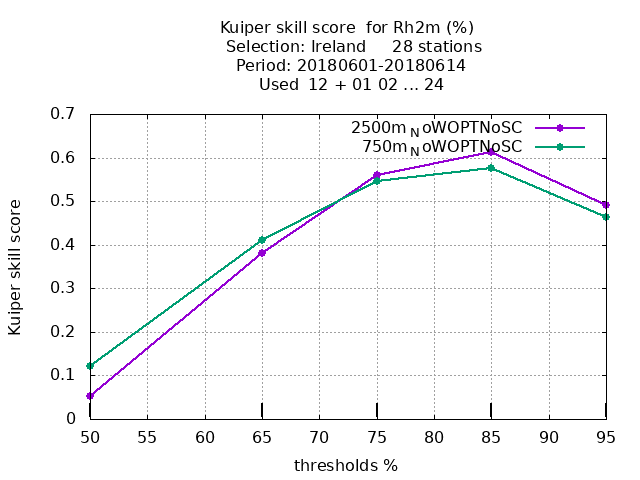 Kuiper skill score  for Rh2m (%)
Selection: Ireland     28 stations
Period: 20180601-20180614
Used  12 + 01 02 ... 24
2500m_NoWOPTNoSC
750m_NoWOPTNoSC
Kuiper skill score
0.7
0.6
0.5
0.4
0.3
0.2
0.1
0
50 55 60 65 70 75 80 85 90 95
thresholds %